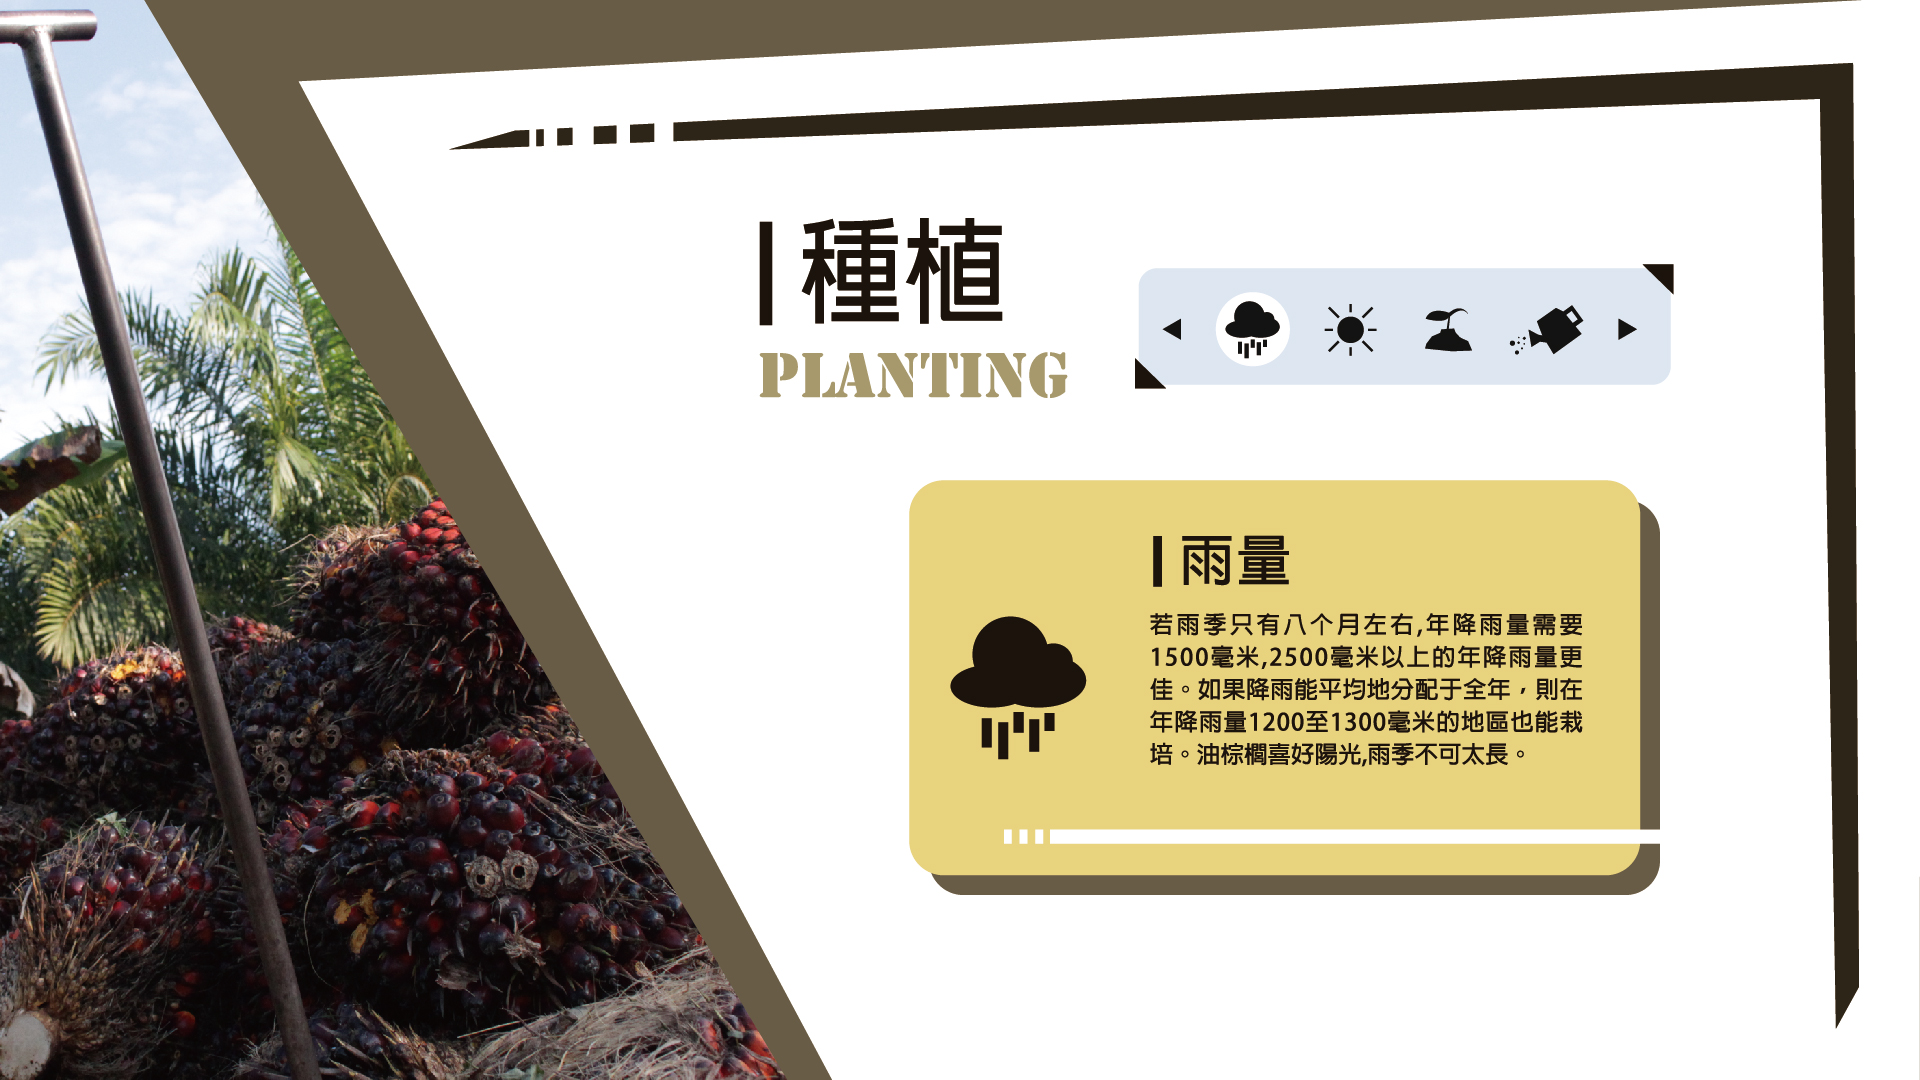 種植
PLANTING
雨量
若雨季只有八个月左右,年降雨量需要
1500毫米,2500毫米以上的年降雨量更
佳。如果降雨能平均地分配于全年，則在
年降雨量1200至1300毫米的地區也能栽
培。油棕櫚喜好陽光,雨季不可太長。